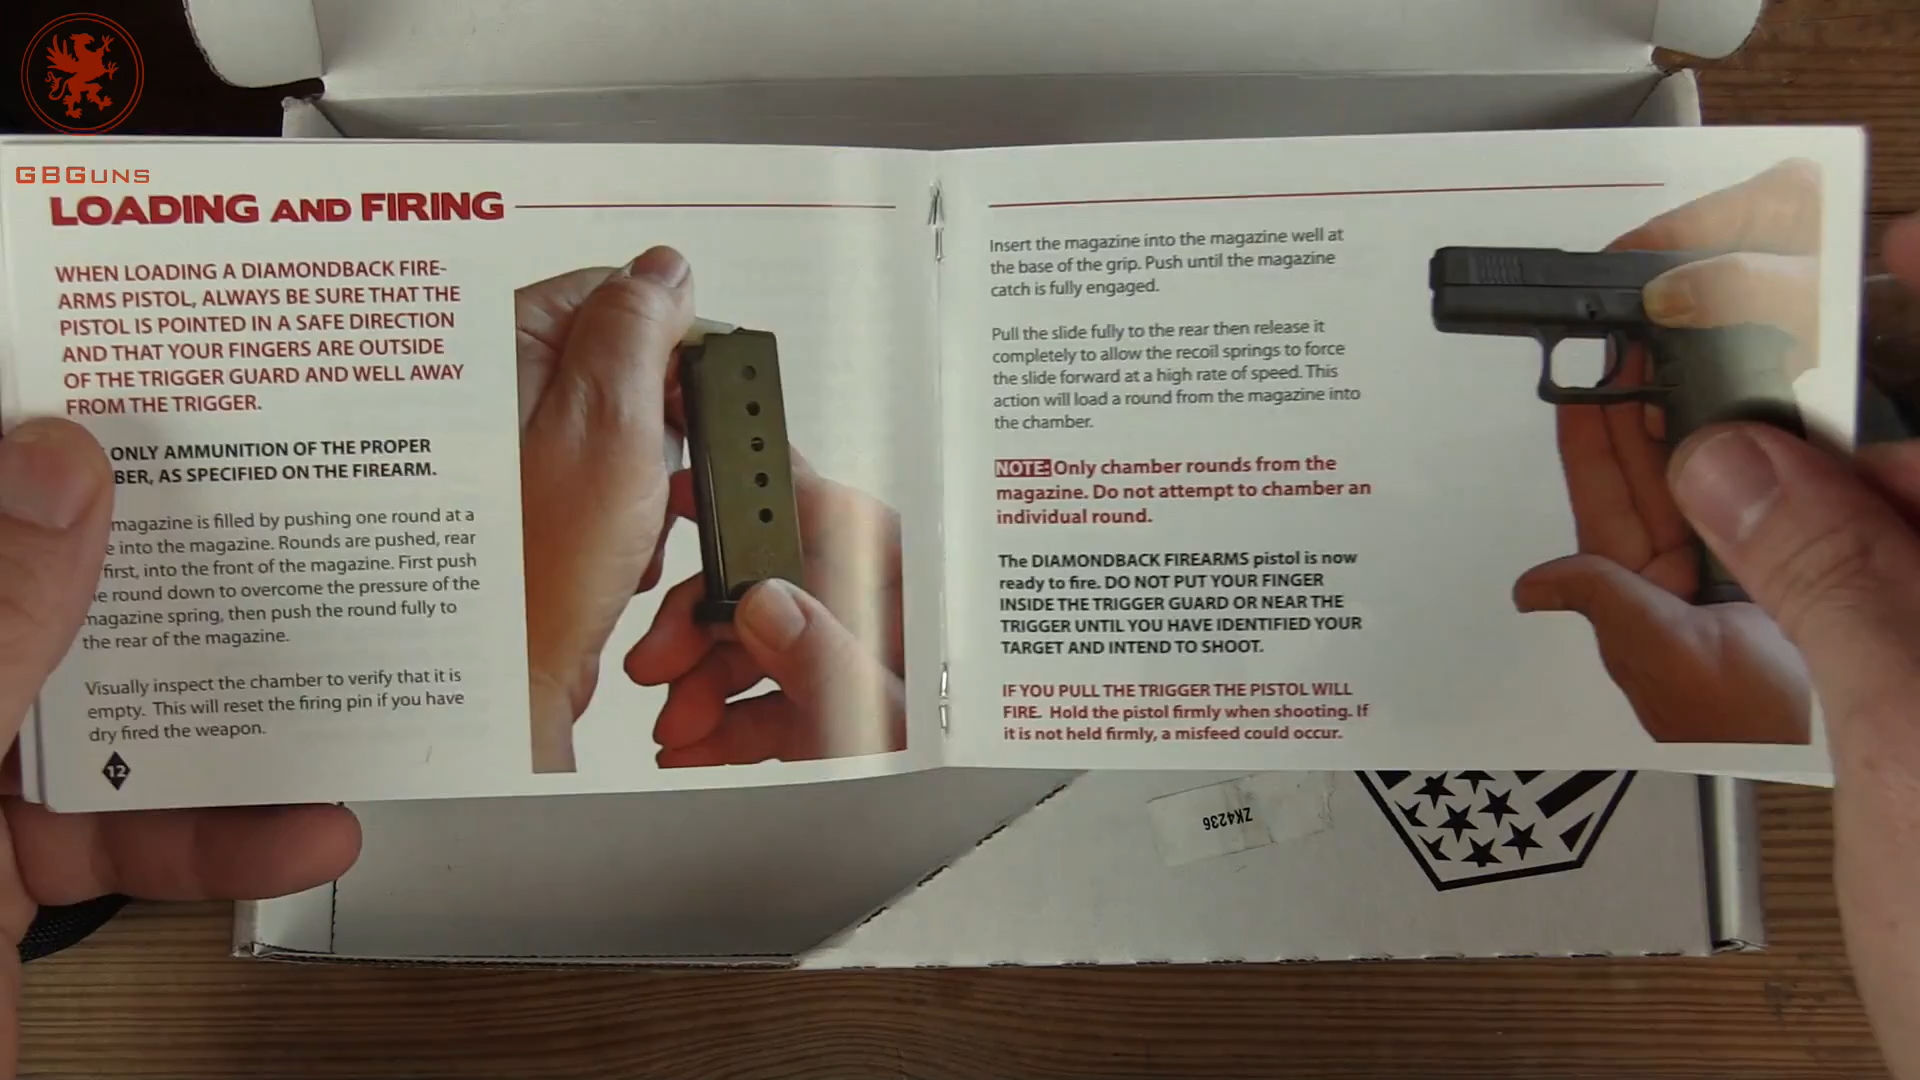 GBGUNS
LOADING AND FIRING
WHEN LOADING A DIAMONDBACK FIRE-
ARMS PISTOL, ALWAYS BE SURE THAT THE
PISTOL IS POINTED IN A SAFE DIRECTION
AND THAT YOUR FINGERS ARE OUTSIDE
OF THE TRIGGER GUARD AND WELL AWAY
FROM THE TRIGGER.
ONLY AMMUNITION OF THE PROPER
BER, AS SPECIFIED ON THE FIREARM.
magazine is filled by pushing one round at a
e into the magazine. Rounds are pushed, rear
first, into the front of the magazine. First push
e round down to overcome the pressure of the
magazine spring, then push the round fully to
the rear of the magazine.
Visually inspect the chamber to verify that it is
empty. This will reset the firing pin if you have
dry fired the weapon.
12
Insert the magazine into the magazine well at
the base of the grip. Push until the magazine
catch is fully engaged.
Pull the slide fully to the rear then release it
completely to allow the recoil springs to force
the slide forward at a high rate of speed. This
action will load a round from the magazine into
the chamber.
NOTE: Only chamber rounds from the
magazine. Do not attempt to chamber an
individual round.
The DIAMONDBACK FIREARMS pistol is now
ready to fire. DO NOT PUT YOUR FINGER
INSIDE THE TRIGGER GUARD OR NEAR THE
TRIGGER UNTIL YOU HAVE IDENTIFIED YOUR
TARGET AND INTEND TO SHOOT.
IF YOU PULL THE TRIGGER THE PISTOL WILL
FIRE. Hold the pistol firmly when shooting. If
it is not held firmly, a misfeed could occur.
ZK4236